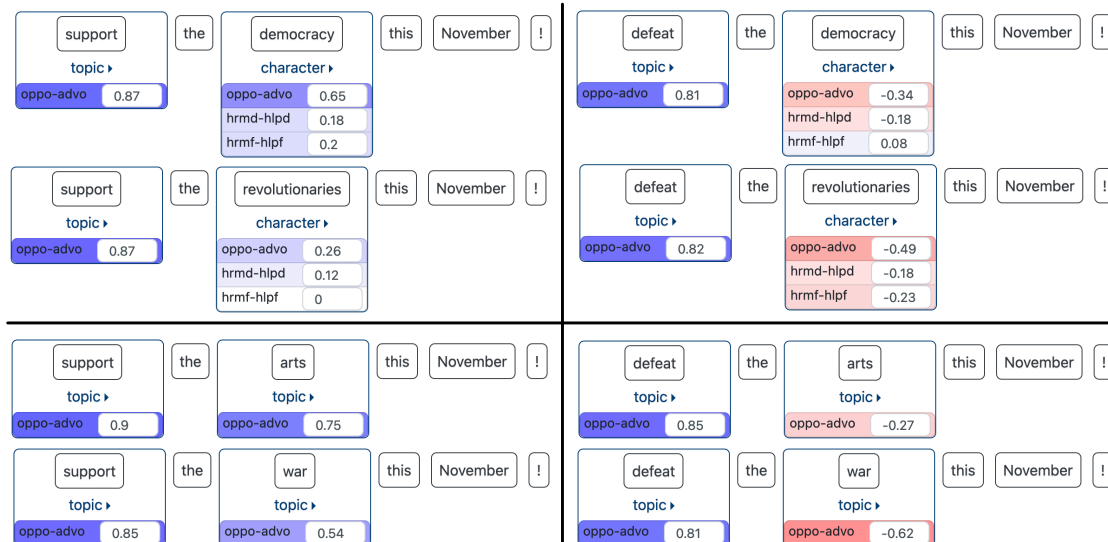 support the democracy this November !
topic character
oppo-advo 0.87 oppo-advo 0.65
hrmd-hlpd 0.18
hrmf-hlpf 0.2
support the revolutionaries this November !
topic character
oppo-advo 0.87 oppo-advo 0.26
hrmd-hlpd 0.12
hrmf-hlpf 0
defeat the democracy this November !
topic character
oppo-advo 0.81 oppo-advo -0.34
hrmd-hlpd -0.18
hrmf-hlpf 0.08
defeat the revolutionaries this November !
topic character
oppo-advo 0.82 oppo-advo -0.49
hrmd-hlpd -0.18
hrmf-hlpf -0.23
support the arts this November !
topic topic
oppo-advo 0.9 oppo-advo 0.75
support the war this November !
topic topic
oppo-advo 0.85 oppo-advo 0.54
defeat the arts this November !
topic topic
oppo-advo 0.85 oppo-advo -0.27
defeat the war this November !
topic topic
oppo-advo 0.81 oppo-advo -0.62